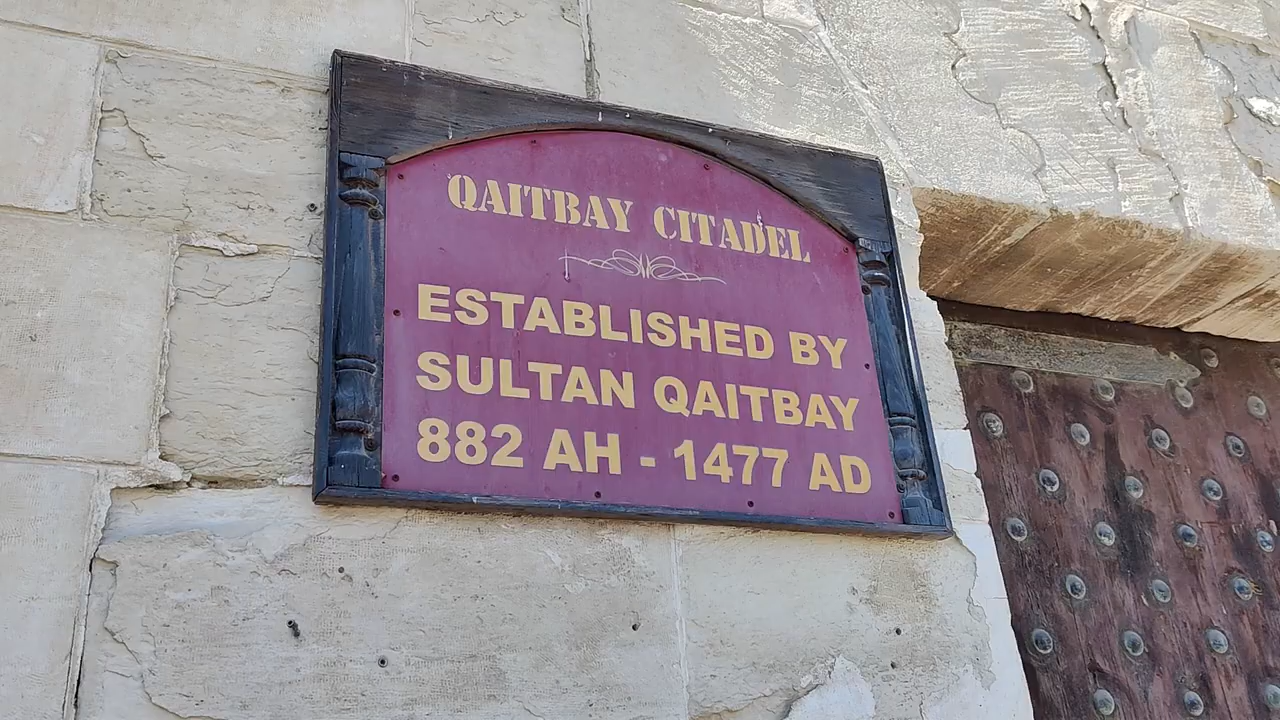 QAITBAY CITADEL
ESTABLISHED BY
SULTAN QAITBAY
882 AH - 1477 AD